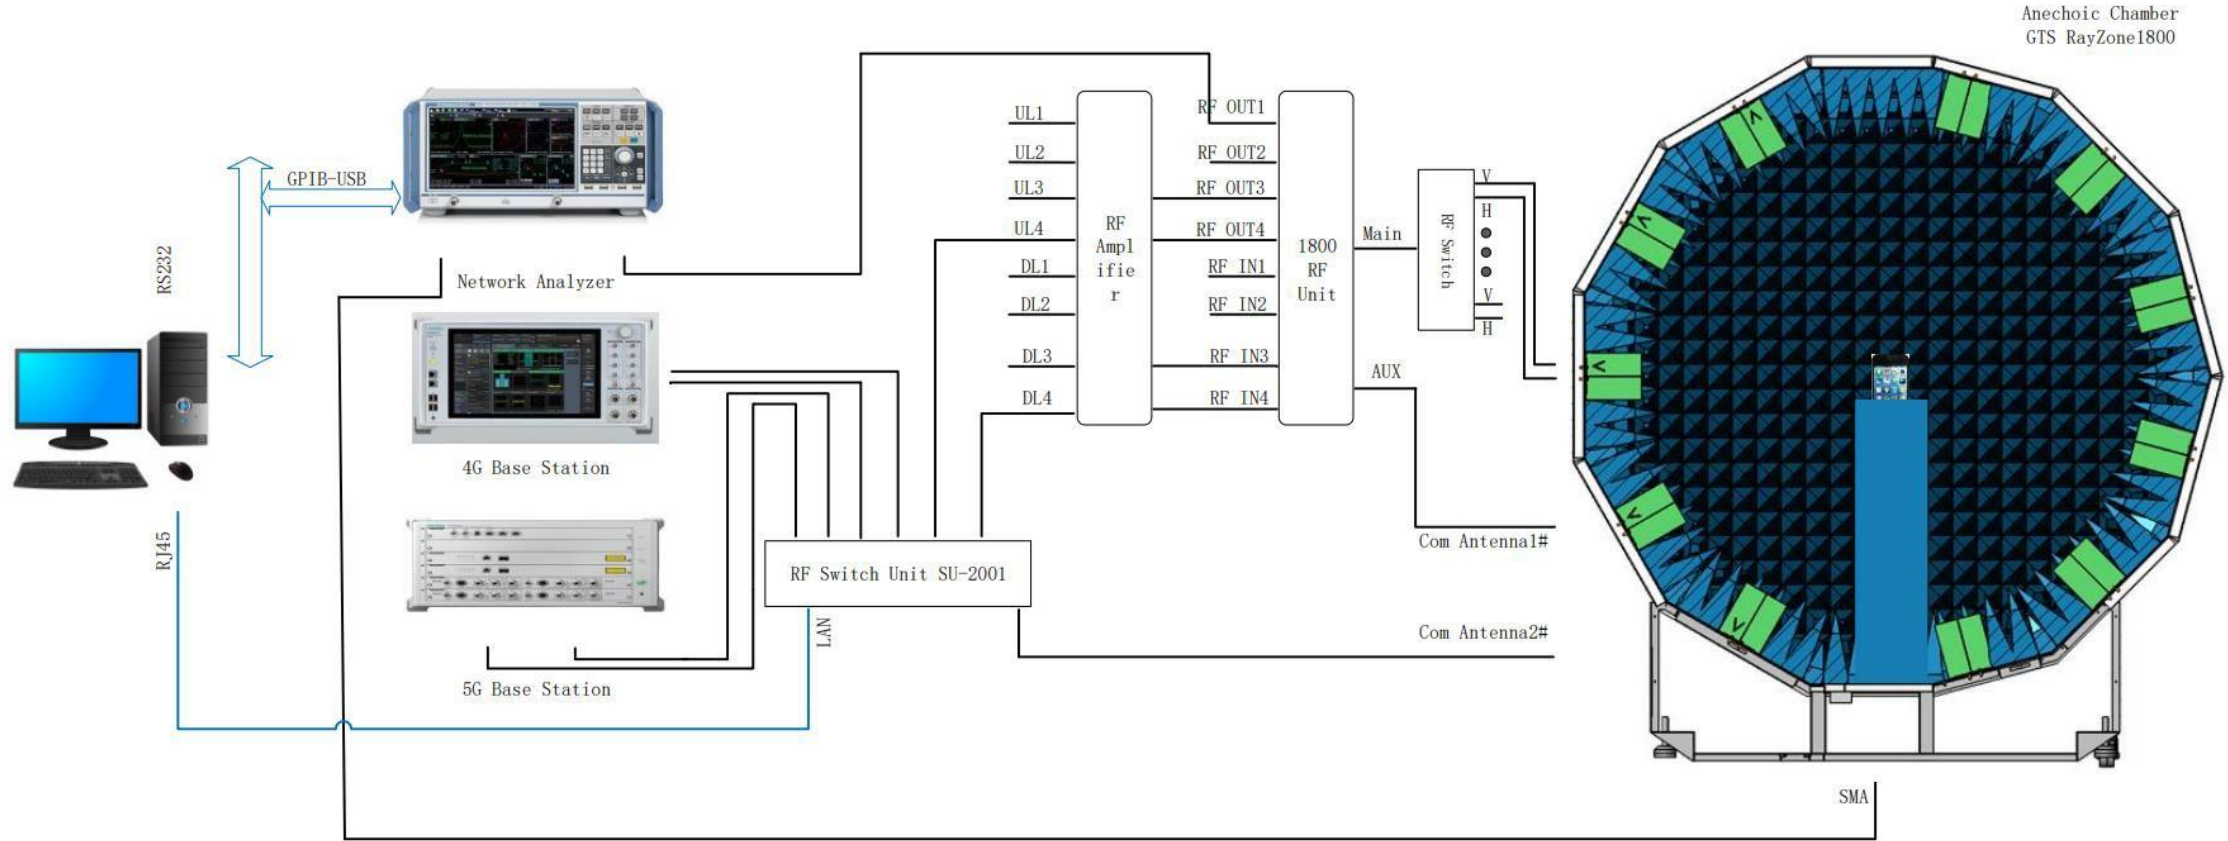 Anechoic Chamber
GTS RayZone1800
GPIB-USB
RS232
Network Analyzer
4G Base Station
5G Base Station
RJ45
LAN
RF Switch Unit SU-2001
UL1
UL2
UL3
UL4
DL1
DL2
DL3
DL4
RF
Ampl
ifie
r
RF OUT1
RF OUT2
RF OUT3
RF OUT4
RF IN1
RF IN2
RF IN3
RF IN4
1800
RF
Unit
Main
AUX
RF Switch
V
H
V
H
Com Antenna1#
Com Antenna2#
SMA